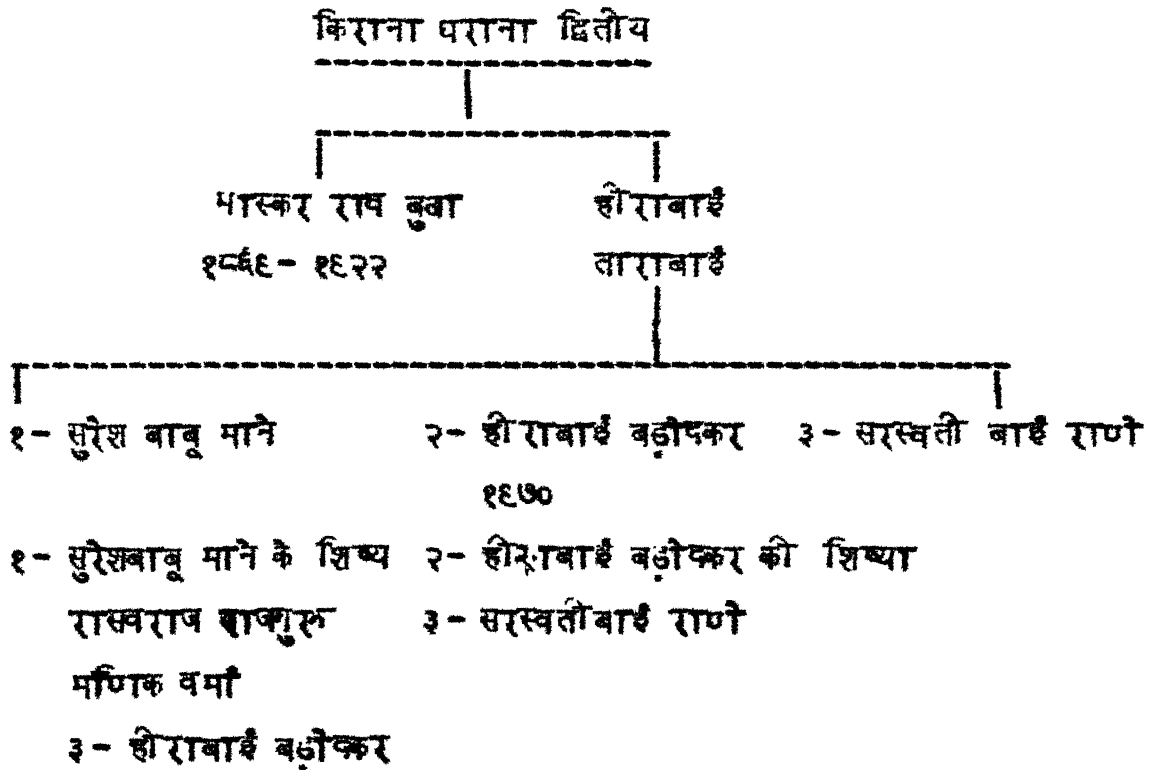 किराना घराना द्वितीय
भास्कर राव बुवा हीराबाई
१८६९- १९२२ ताराबाई
१- सुरेश बाबू माने २- हीराबाई बड़ोदकर ३- सरस्वती बाई राणे
१९७०
१- सुरेशबाबू माने के शिष्य २- हीराबाई बड़ोदकर की शिष्या
३- सरस्वतीबाई राणे
मणिक वर्मा
३- हीराबाई बड़ोदकर